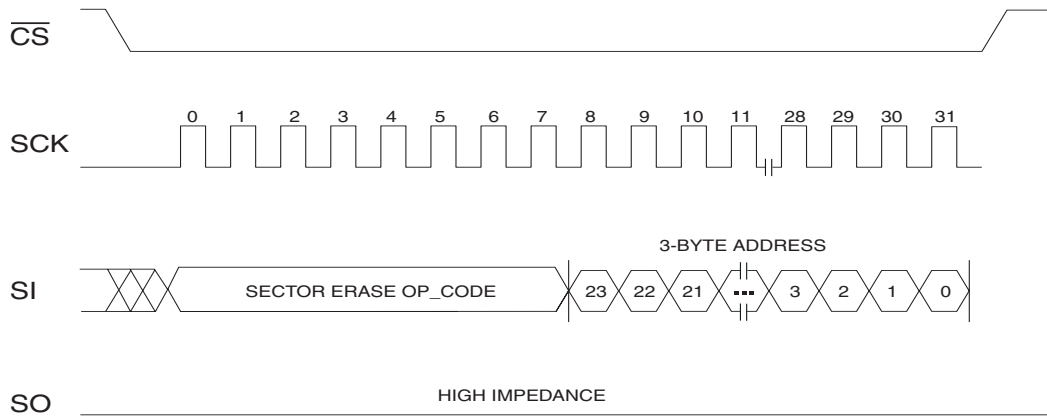 CS
0 1 2 3 4 5 6 7 8 9 10 11 28 29 30 31
SCK
3-BYTE ADDRESS
SI SECTOR ERASE OP_CODE 23 22 21 ... 3 2 1 0
HIGH IMPEDANCE
SO